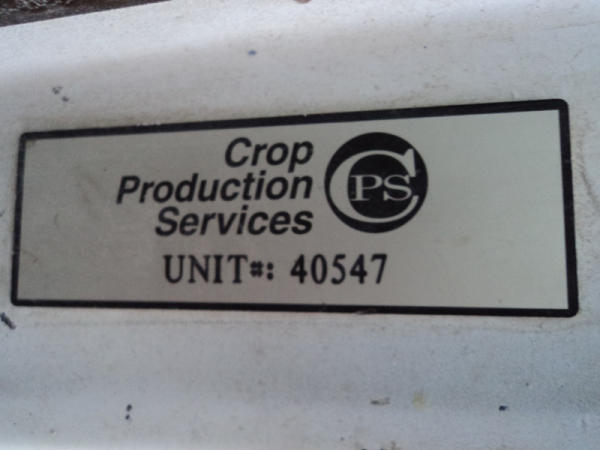 Crop
Production
Services
CPS
UNIT#: 40547